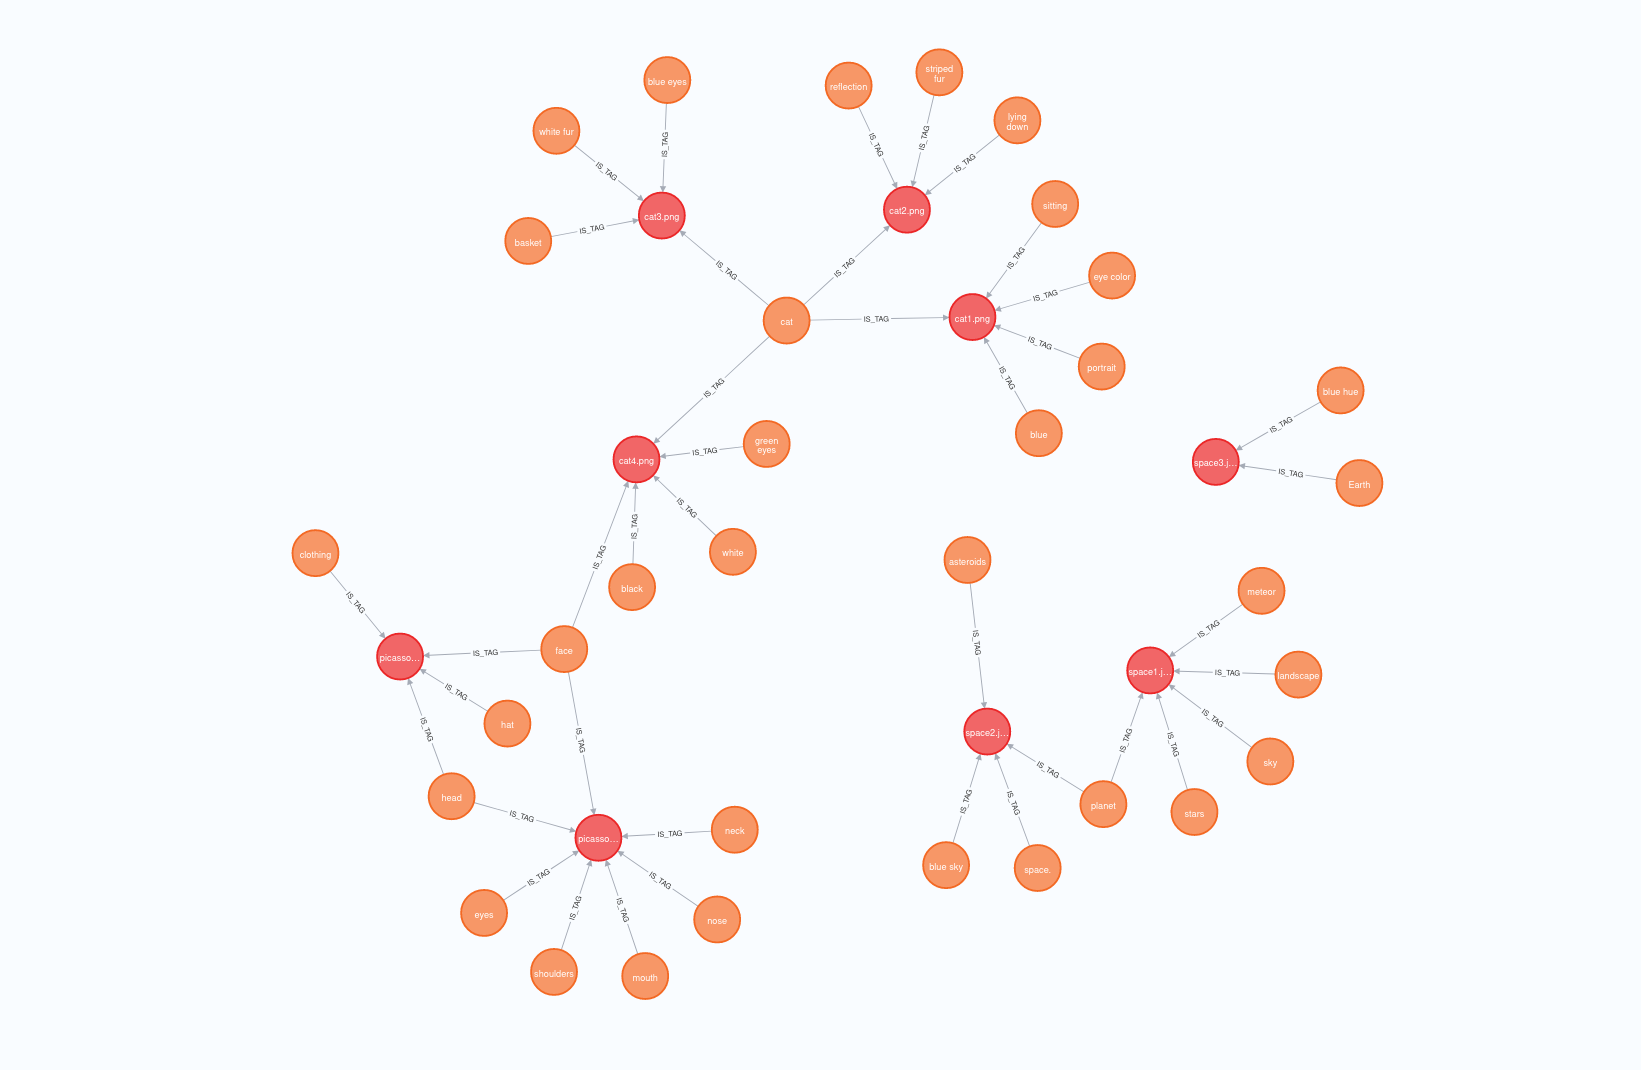 blue eyes
striped
fur
reflection
lying
down
white fur
IS_TAG
IS_TAG
IS_TAG
IS_TAG
IS_TAG
IS_TAG
sitting
cat3.png
cat2.png
basket
IS_TAG
IS_TAG
IS_TAG
IS_TAG
eye color
IS_TAG
cat
IS_TAG
cat1.png
IS_TAG
portrait
IS_TAG
IS_TAG
blue
blue hue
IS_TAG
green
eyes
IS_TAG
cat4.png
space3.j...
IS_TAG
Earth
IS_TAG
IS_TAG
white
IS_TAG
clothing
asteroids
black
IS_TAG
meteor
face
IS_TAG
IS_TAG
IS_TAG
picasso...
space1.j...
IS_TAG
landscape
IS_TAG
hat
IS_TAG
IS_TAG
IS_TAG
space2.j...
IS_TAG
IS_TAG
sky
IS_TAG
head
planet
stars
IS_TAG
IS_TAG
IS_TAG
picasso...
IS_TAG
neck
blue sky
space.
IS_TAG
IS_TAG
eyes
IS_TAG
IS_TAG
nose
shoulders
mouth